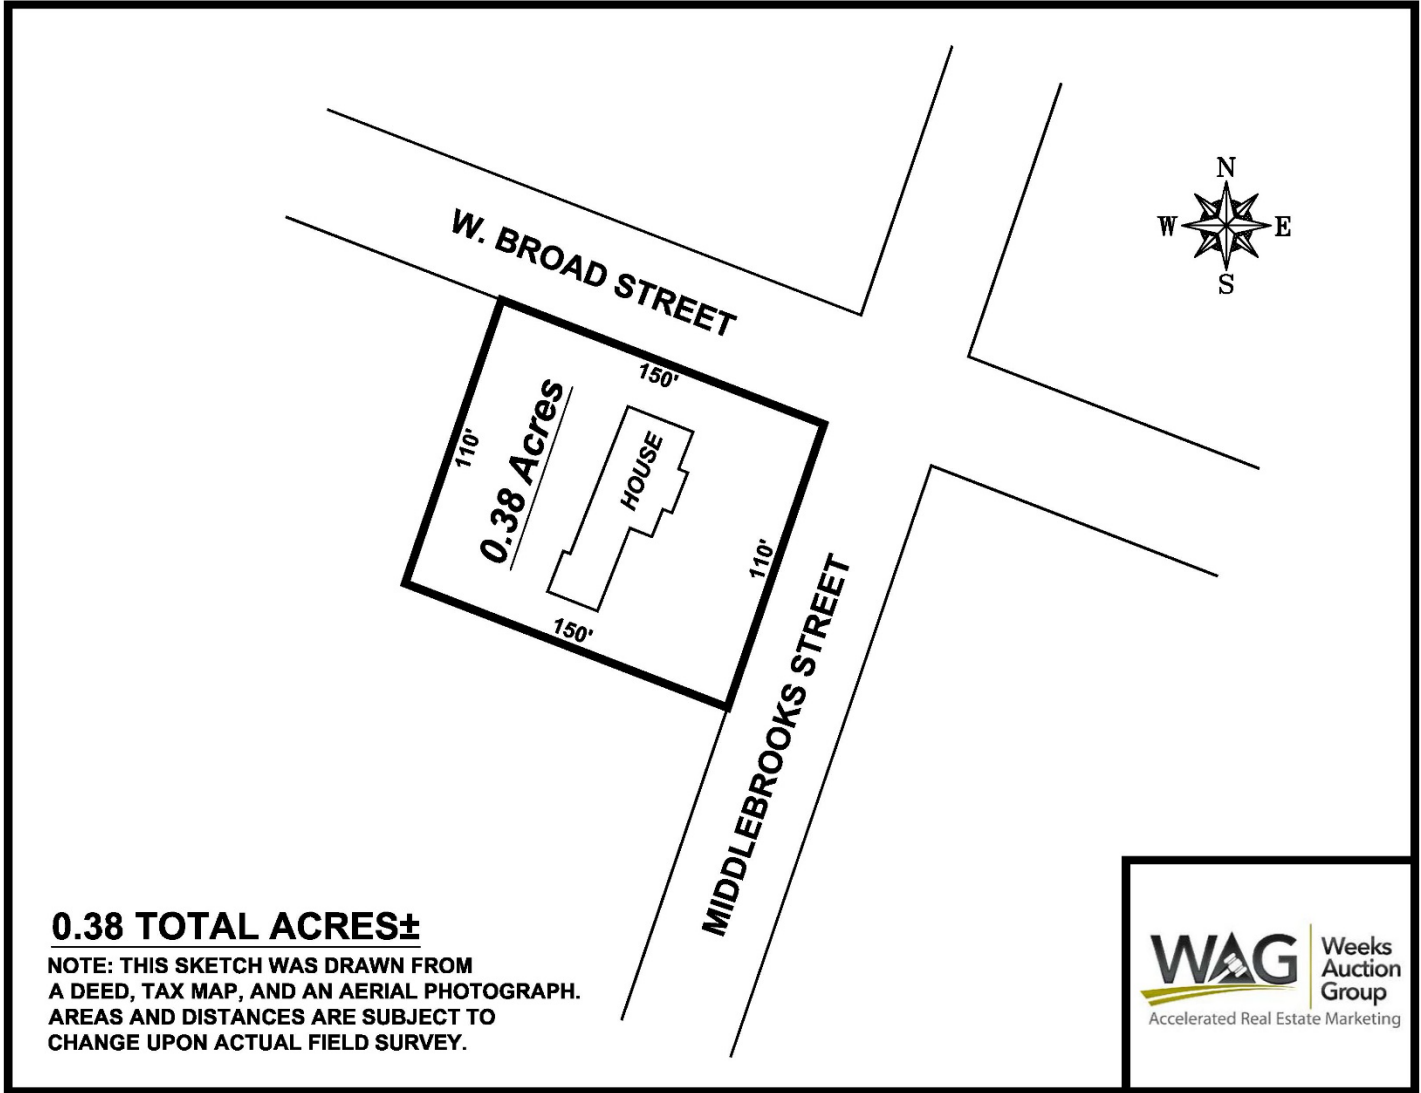 N
W E
S
W. BROAD STREET
150'
110'
0.38 Acres
HOUSE
110'
150'
MIDDLEBROOKS STREET
0.38 TOTAL ACRES±
NOTE: THIS SKETCH WAS DRAWN FROM
A DEED, TAX MAP, AND AN AERIAL PHOTOGRAPH.
AREAS AND DISTANCES ARE SUBJECT TO
CHANGE UPON ACTUAL FIELD SURVEY.
WAG
Weeks
Auction
Group
Accelerated Real Estate Marketing